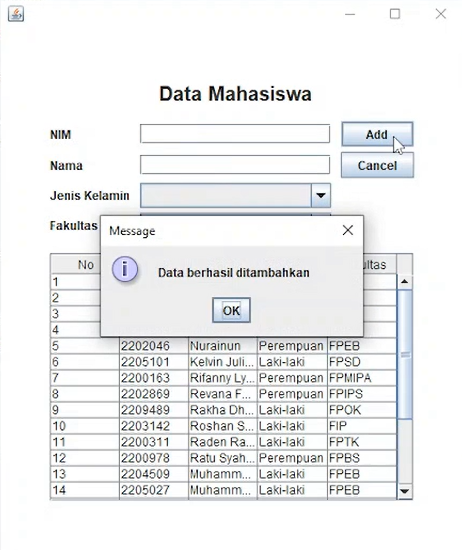 Data Mahasiswa
NIM Add
Nama Cancel
Jenis Kelamin
Fakultas
Message
Data berhasil ditambahkan
OK
No
1
2
3
4
5 2202046 Nurainun Perempuan FPEB
6 2205101 Kelvin Juli... Laki-laki FPSD
7 2200163 Rifanny Ly... Perempuan FPMIPA
8 2202869 Revana F... Perempuan FPIPS
9 2209489 Rakha Dh... Laki-laki FPOK
10 2203142 Roshan S... Laki-laki FIP
11 2200311 Raden Ra... Laki-laki FPTK
12 2200978 Ratu Syah... Perempuan FPBS
13 2204509 Muhamm... Laki-laki FPEB
14 2205027 Muhamm... Laki-laki FPEB